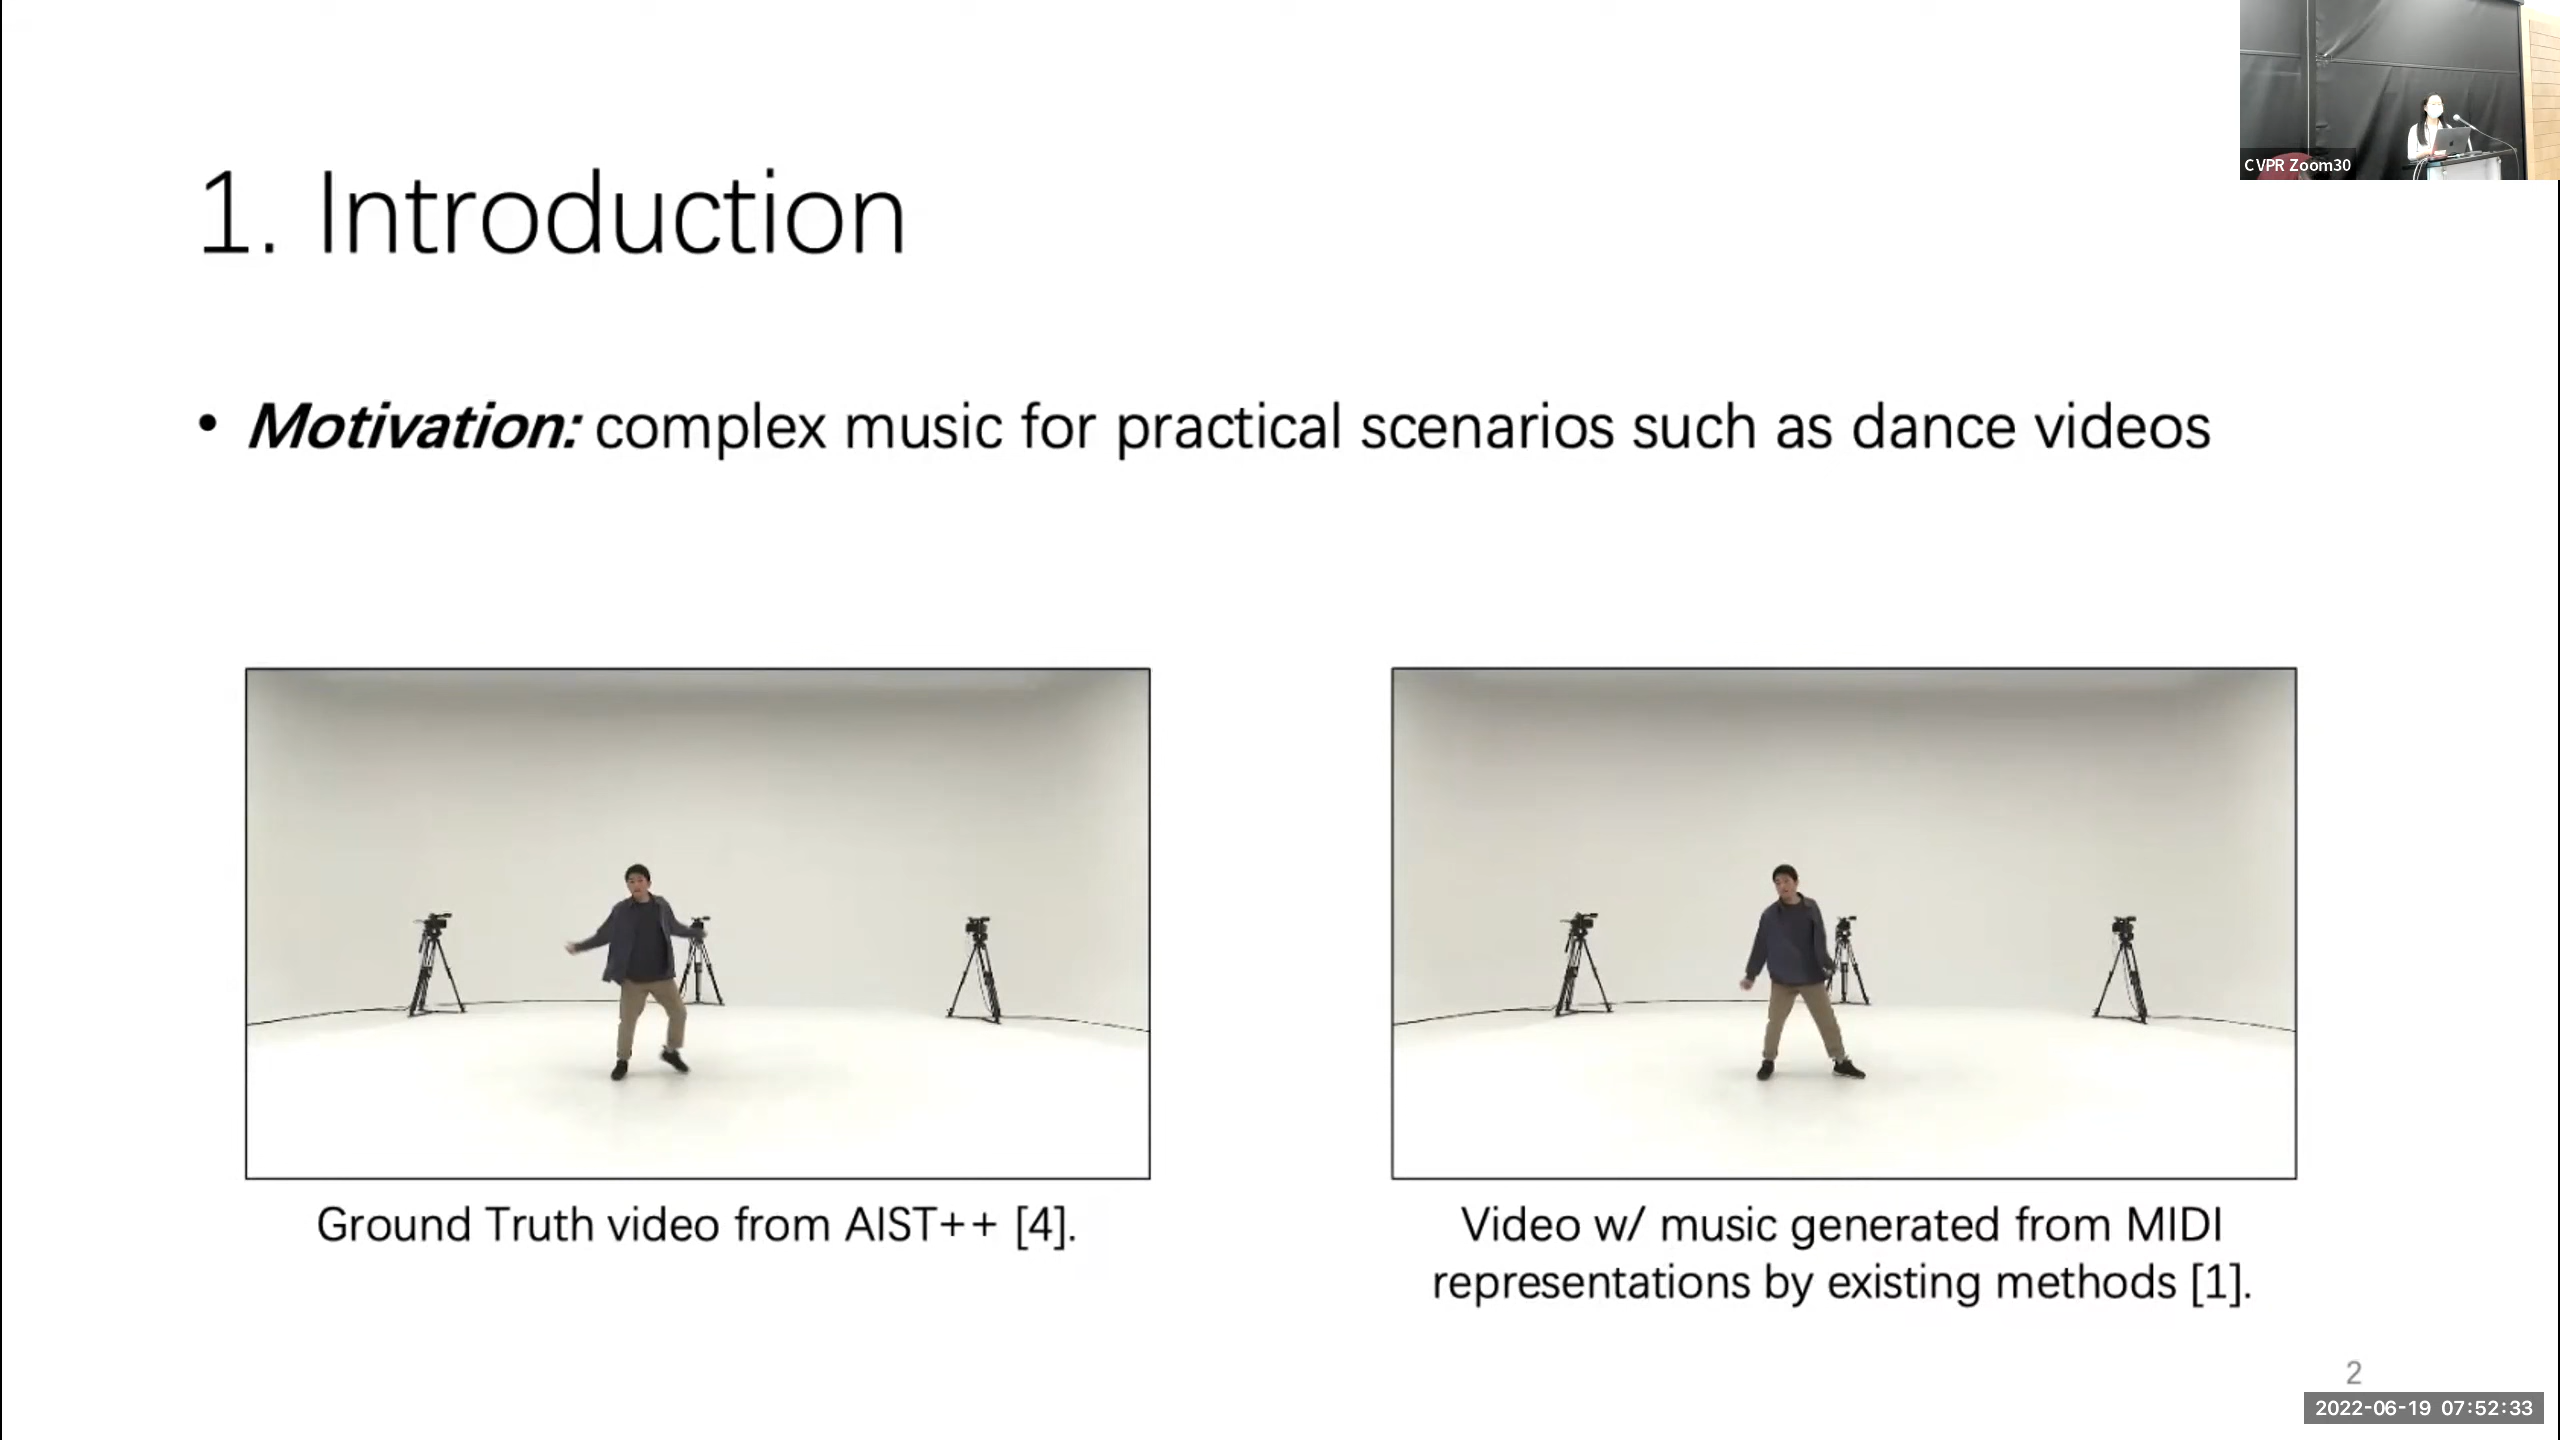 CVPR Zoom30
1. Introduction
• Motivation: complex music for practical scenarios such as dance videos
Ground Truth video from AIST++ [4].
Video w/ music generated from MIDI
representations by existing methods [1].
2
2022-06-19 07:52:33